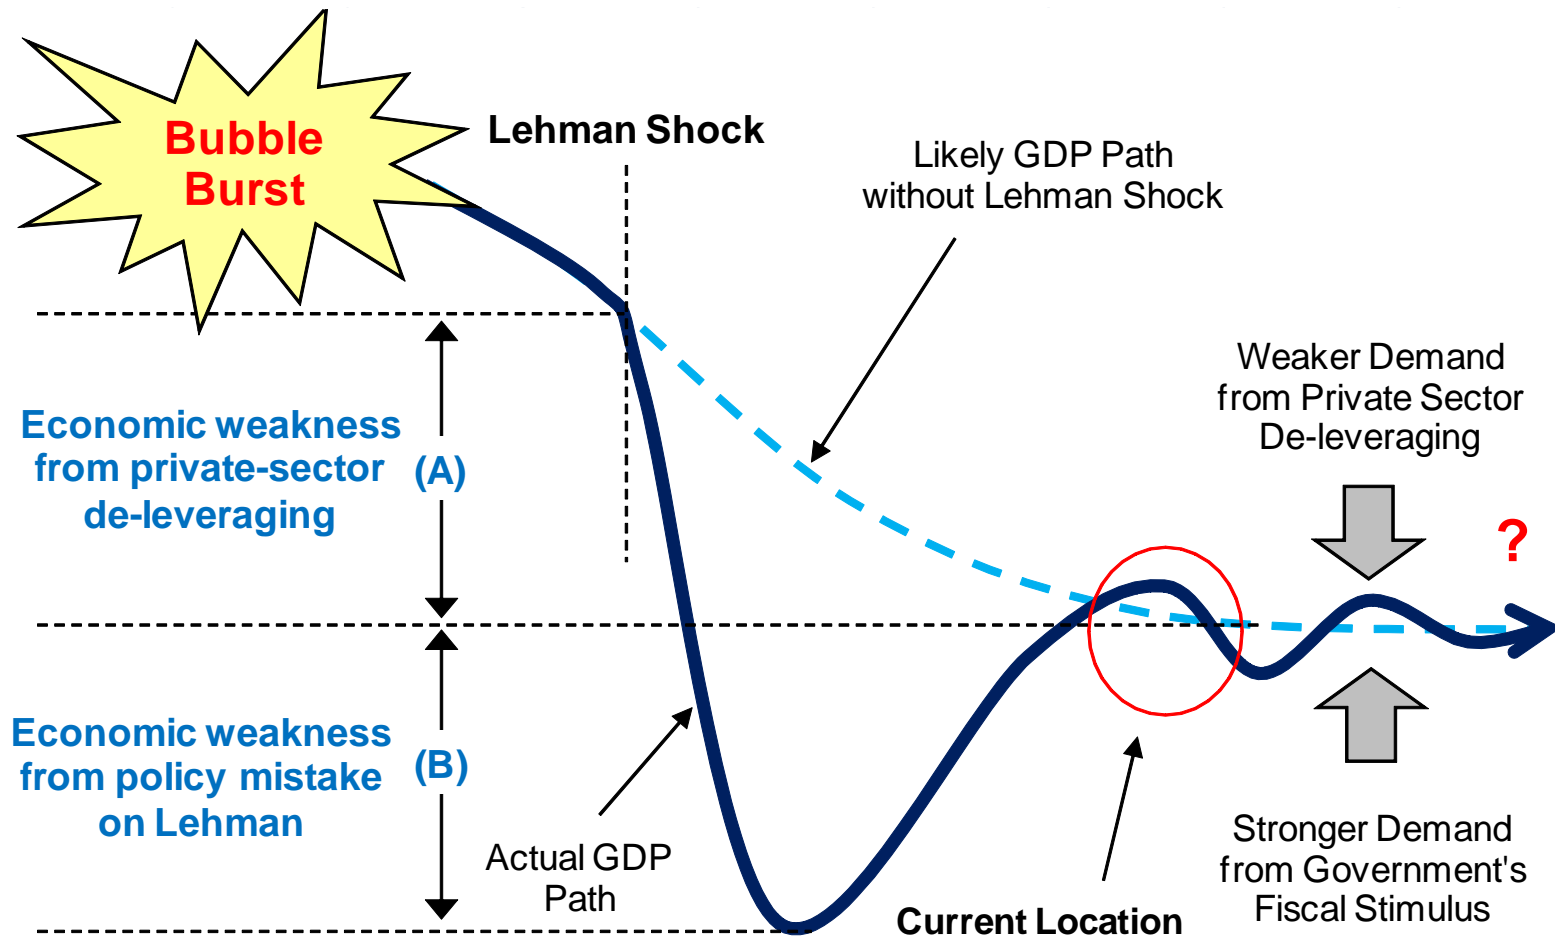 Bubble
Burst
Lehman Shock
Likely GDP Path
without Lehman Shock
Economic weakness
from private-sector
de-leveraging
(A)
Weaker Demand
from Private Sector
De-leveraging
?
Economic weakness
from policy mistake
on Lehman
(B)
Actual GDP
Path
Current Location
Stronger Demand
from Government's
Fiscal Stimulus